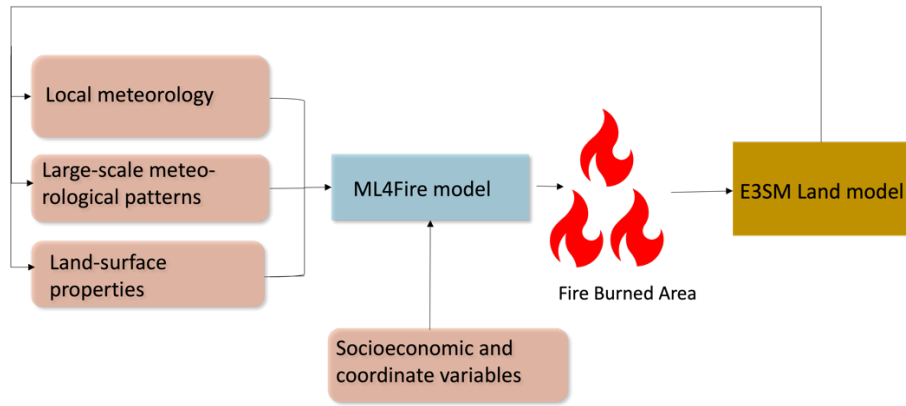 Local meteorology
Large-scale meteo-
rological patterns
Land-surface
properties
ML4Fire model
Fire Burned Area
E3SM Land model
Socioeconomic and
coordinate variables